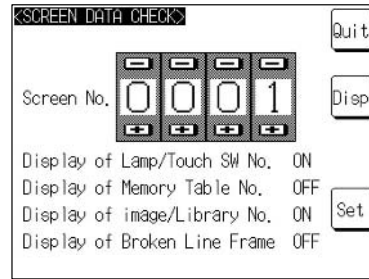 <SCREEN DATA CHECK>
Quit
Screen No. 0001
Disp
Display of Lamp/Touch SW No. ON
Display of Memory Table No. OFF
Display of image/Library No. ON
Set
Display of Broken Line Frame OFF